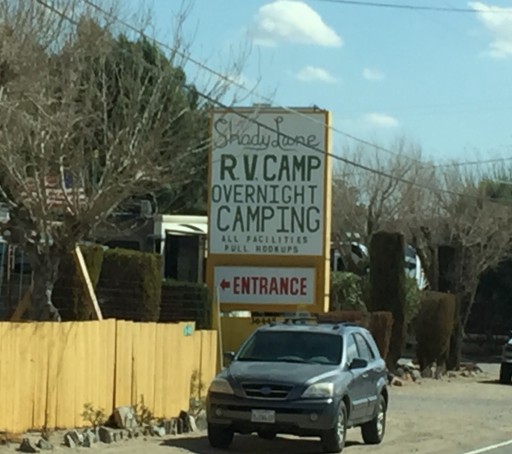 Shady Lane
R.V. CAMP
OVERNIGHT
CAMPING
ALL FACILITIES
FULL HOOKUPS
← ENTRANCE